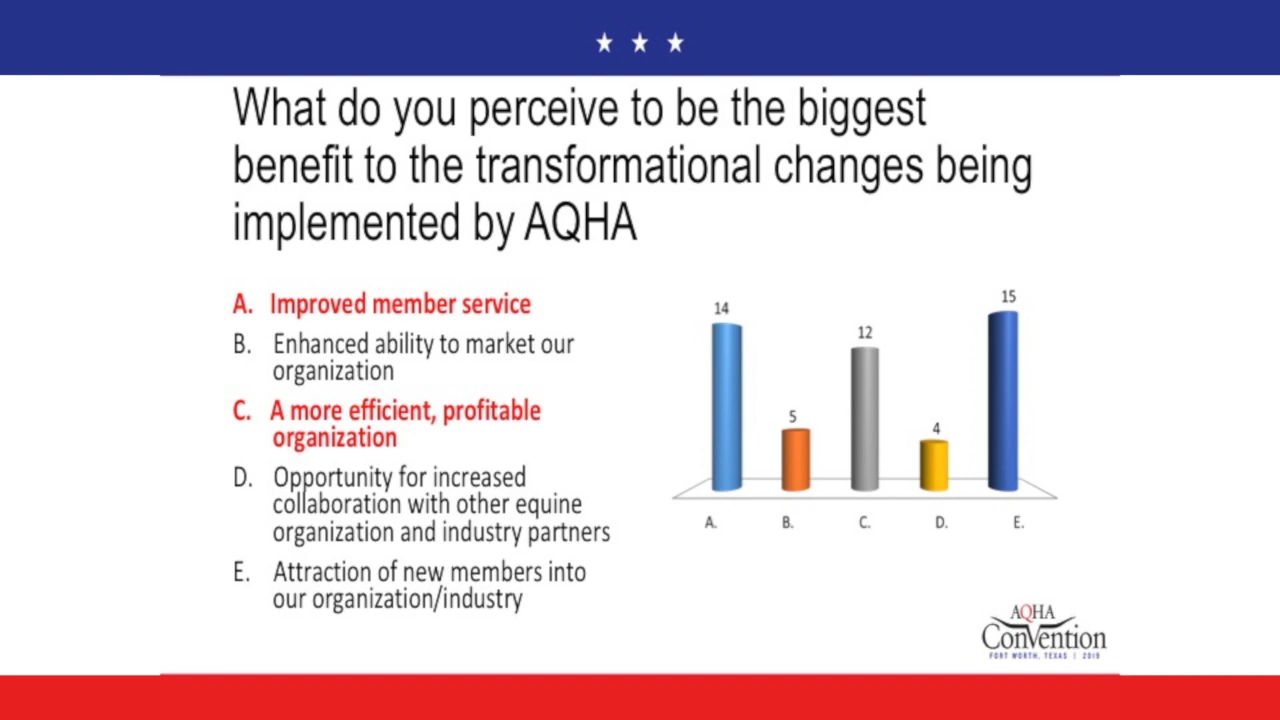 What do you perceive to be the biggest
benefit to the transformational changes being
implemented by AQHA
A. Improved member service
B. Enhanced ability to market our
organization
C. A more efficient, profitable
organization
D. Opportunity for increased
collaboration with other equine
organization and industry partners
E. Attraction of new members into
our organization/industry
14
5
12
4
15
A.
B.
C.
D.
E.
AQHA
Convention
FORT WORTH, TEXAS | 2019